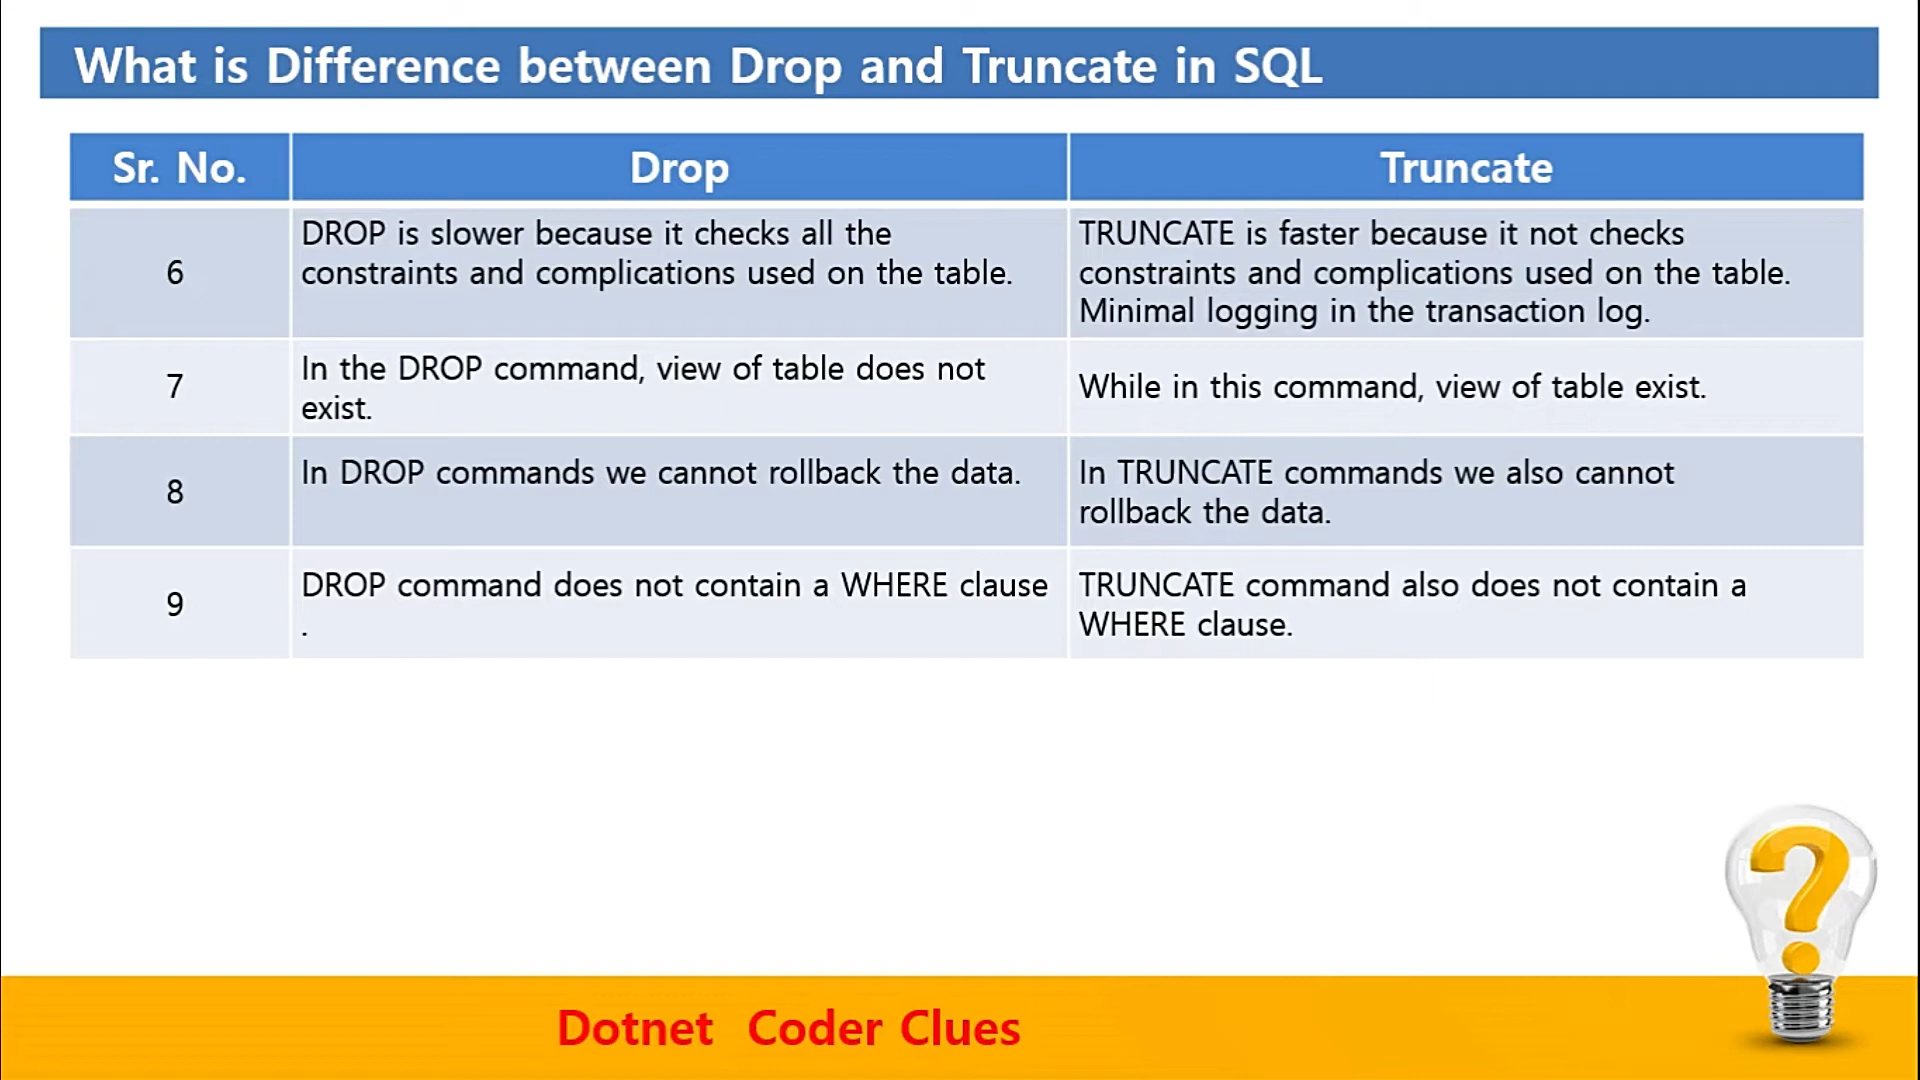 What is Difference between Drop and Truncate in SQL
Sr. No.
Drop
Truncate
6
DROP is slower because it checks all the
constraints and complications used on the table.
TRUNCATE is faster because it not checks
constraints and complications used on the table.
Minimal logging in the transaction log.
7
In the DROP command, view of table does not
exist.
While in this command, view of table exist.
8
In DROP commands we cannot rollback the data.
In TRUNCATE commands we also cannot
rollback the data.
9
DROP command does not contain a WHERE clause
.
TRUNCATE command also does not contain a
WHERE clause.
?
Dotnet Coder Clues